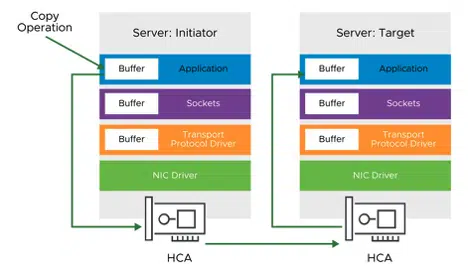 Copy
Operation
Server: Initiator
Buffer
Application
Buffer
Sockets
Buffer
Transport
Protocol Driver
NIC Driver
HCA
Server: Target
Buffer
Application
Buffer
Sockets
Buffer
Transport
Protocol Driver
NIC Driver
HCA